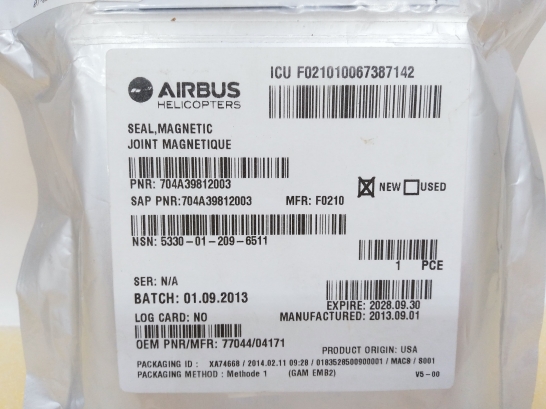 ICU F021010067387142
AIRBUS
HELICOPTERS
SEAL,MAGNETIC
JOINT MAGNETIQUE
PNR: 704A39812003
SAP PNR:704A39812003 MFR: F0210
NEW USED
NSN: 5330-01-209-6511
1 PCE
SER: N/A
BATCH: 01.09.2013
EXPIRE: 2028.09.30
LOG CARD: NO MANUFACTURED: 2013.09.01
OEM PNR/MFR: 77044/04171
PRODUCT ORIGIN: USA
PACKAGING ID : XA74668 / 2014.02.11 09:28 / 0183528500900001 / MAC8 / S001
PACKAGING METHOD : Methode 1 (GAM EMB2) V5-00